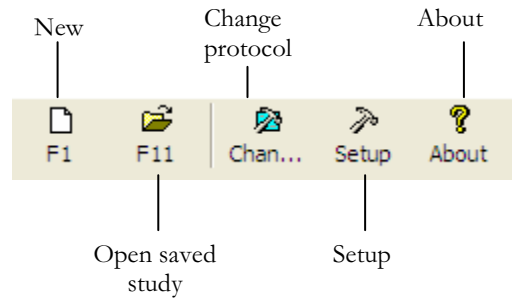 New
Change
protocol
About
F1
F11
Chan...
Setup
About
Open saved
study
Setup